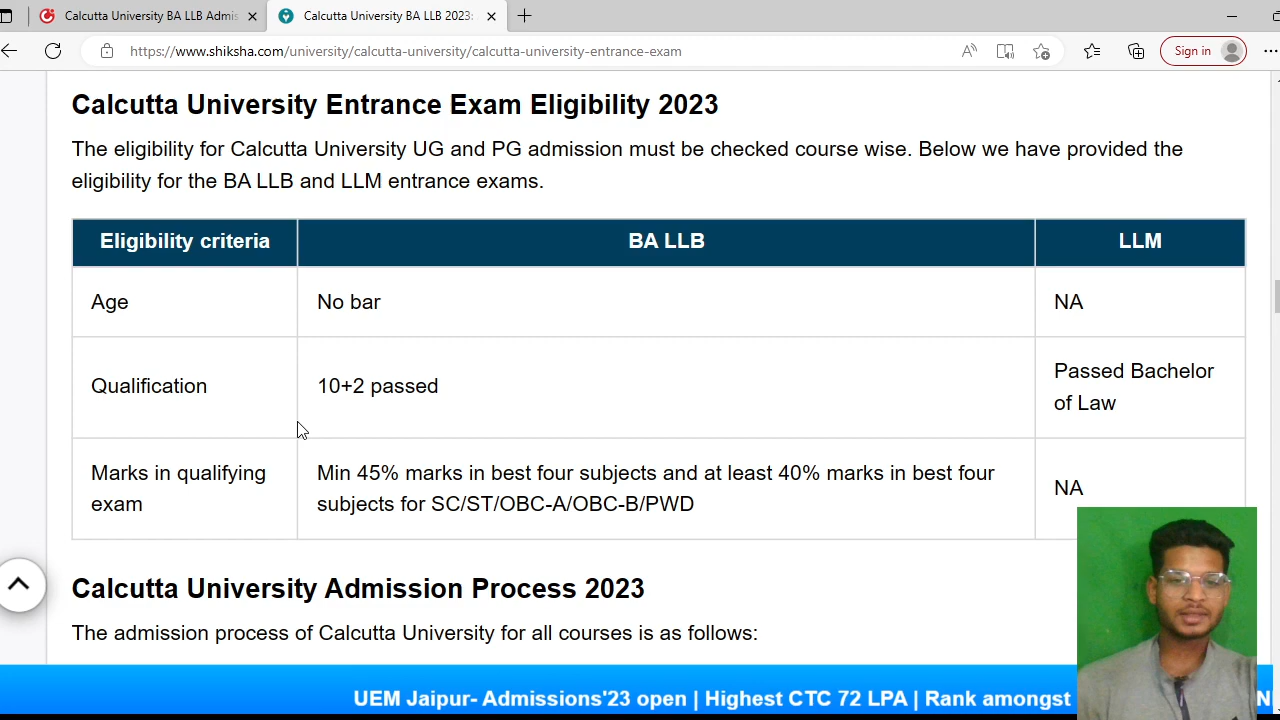 Calcutta University BA LLB Admis
Calcutta University BA LLB 2023:
https://www.shiksha.com/university/calcutta-university/calcutta-university-entrance-exam
Sign in
Calcutta University Entrance Exam Eligibility 2023
The eligibility for Calcutta University UG and PG admission must be checked course wise. Below we have provided the
eligibility for the BA LLB and LLM entrance exams.
Eligibility criteria BA LLB LLM
Age No bar NA
Qualification 10+2 passed Passed Bachelor
of Law
Marks in qualifying Min 45% marks in best four subjects and at least 40% marks in best four NA
exam subjects for SC/ST/OBC-A/OBC-B/PWD
Calcutta University Admission Process 2023
The admission process of Calcutta University for all courses is as follows:
UEM Jaipur- Admissions'23 open | Highest CTC 72 LPA | Rank amongst N